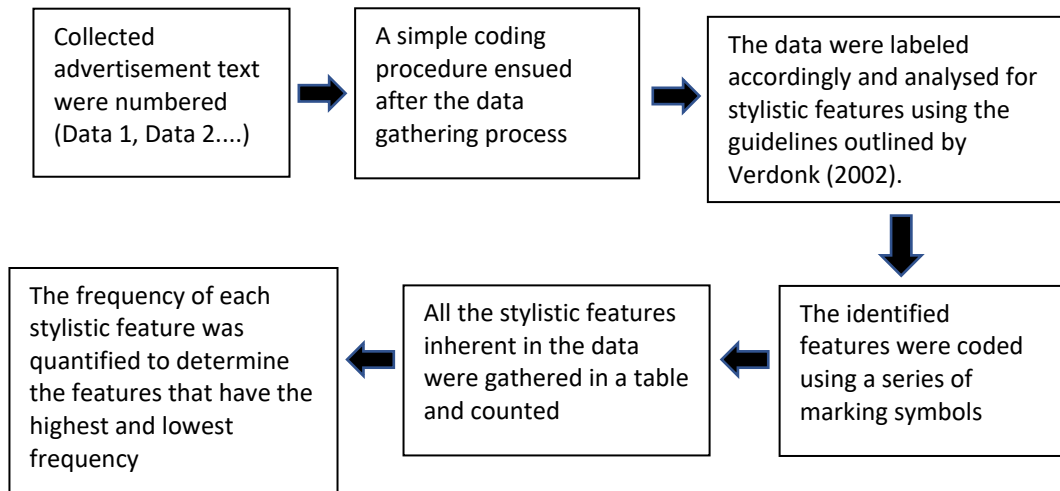 Collected
advertisement text
were numbered
(Data 1, Data 2....)
A simple coding
procedure ensued
after the data
gathering process
The data were labeled
accordingly and analysed for
stylistic features using the
guidelines outlined by
Verdonk (2002).
The identified
features were coded
using a series of
marking symbols
All the stylistic features
inherent in the data
were gathered in a table
and counted
The frequency of each
stylistic feature was
quantified to determine
the features that have the
highest and lowest
frequency